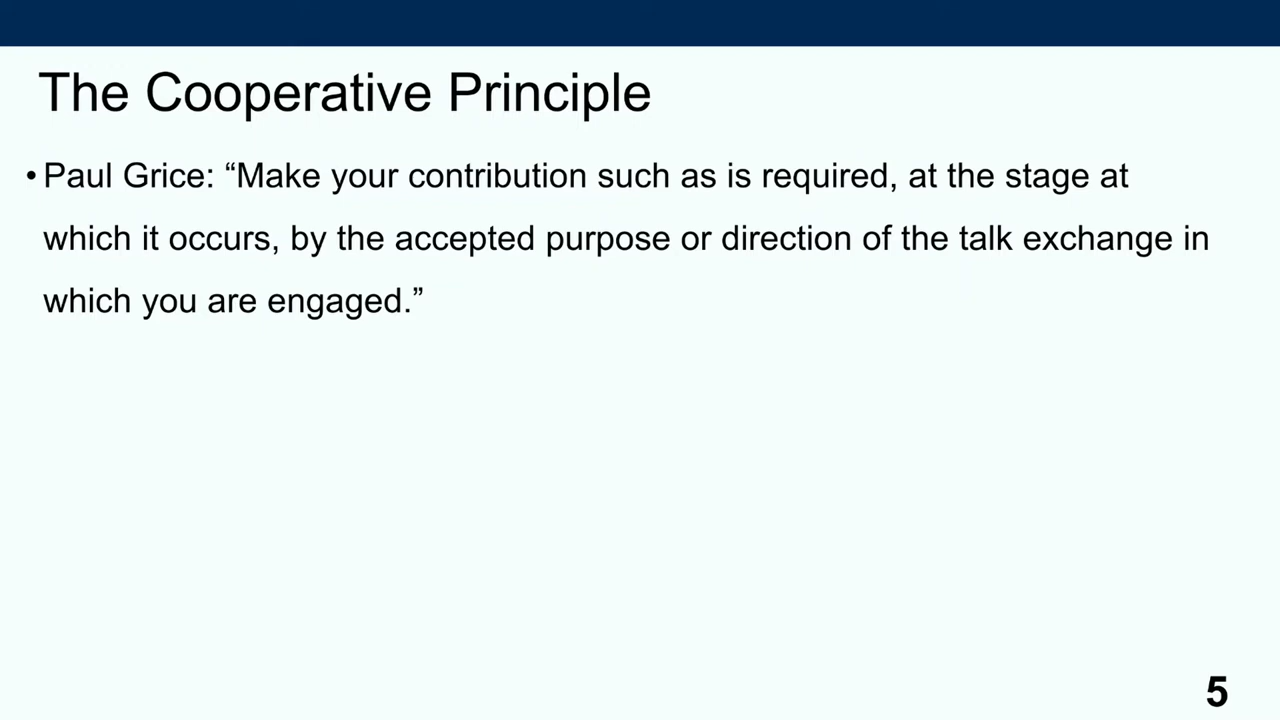 The Cooperative Principle
•Paul Grice: “Make your contribution such as is required, at the stage at
which it occurs, by the accepted purpose or direction of the talk exchange in
which you are engaged.”
5